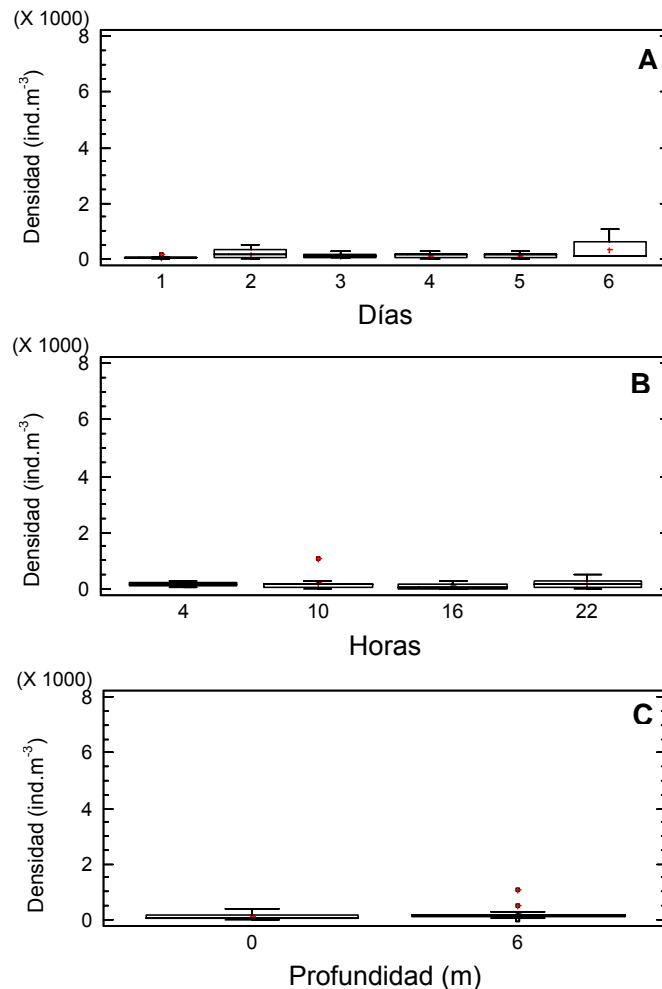 (X 1000)
8
6
4
2
0
Densidad (ind.m-3)
A
1 2 3 4 5 6
Días
(X 1000)
8
6
4
2
0
Densidad (ind.m-3)
B
4 10 16 22
Horas
(X 1000)
8
6
4
2
0
Densidad (ind.m-3)
C
0 6
Profundidad (m)